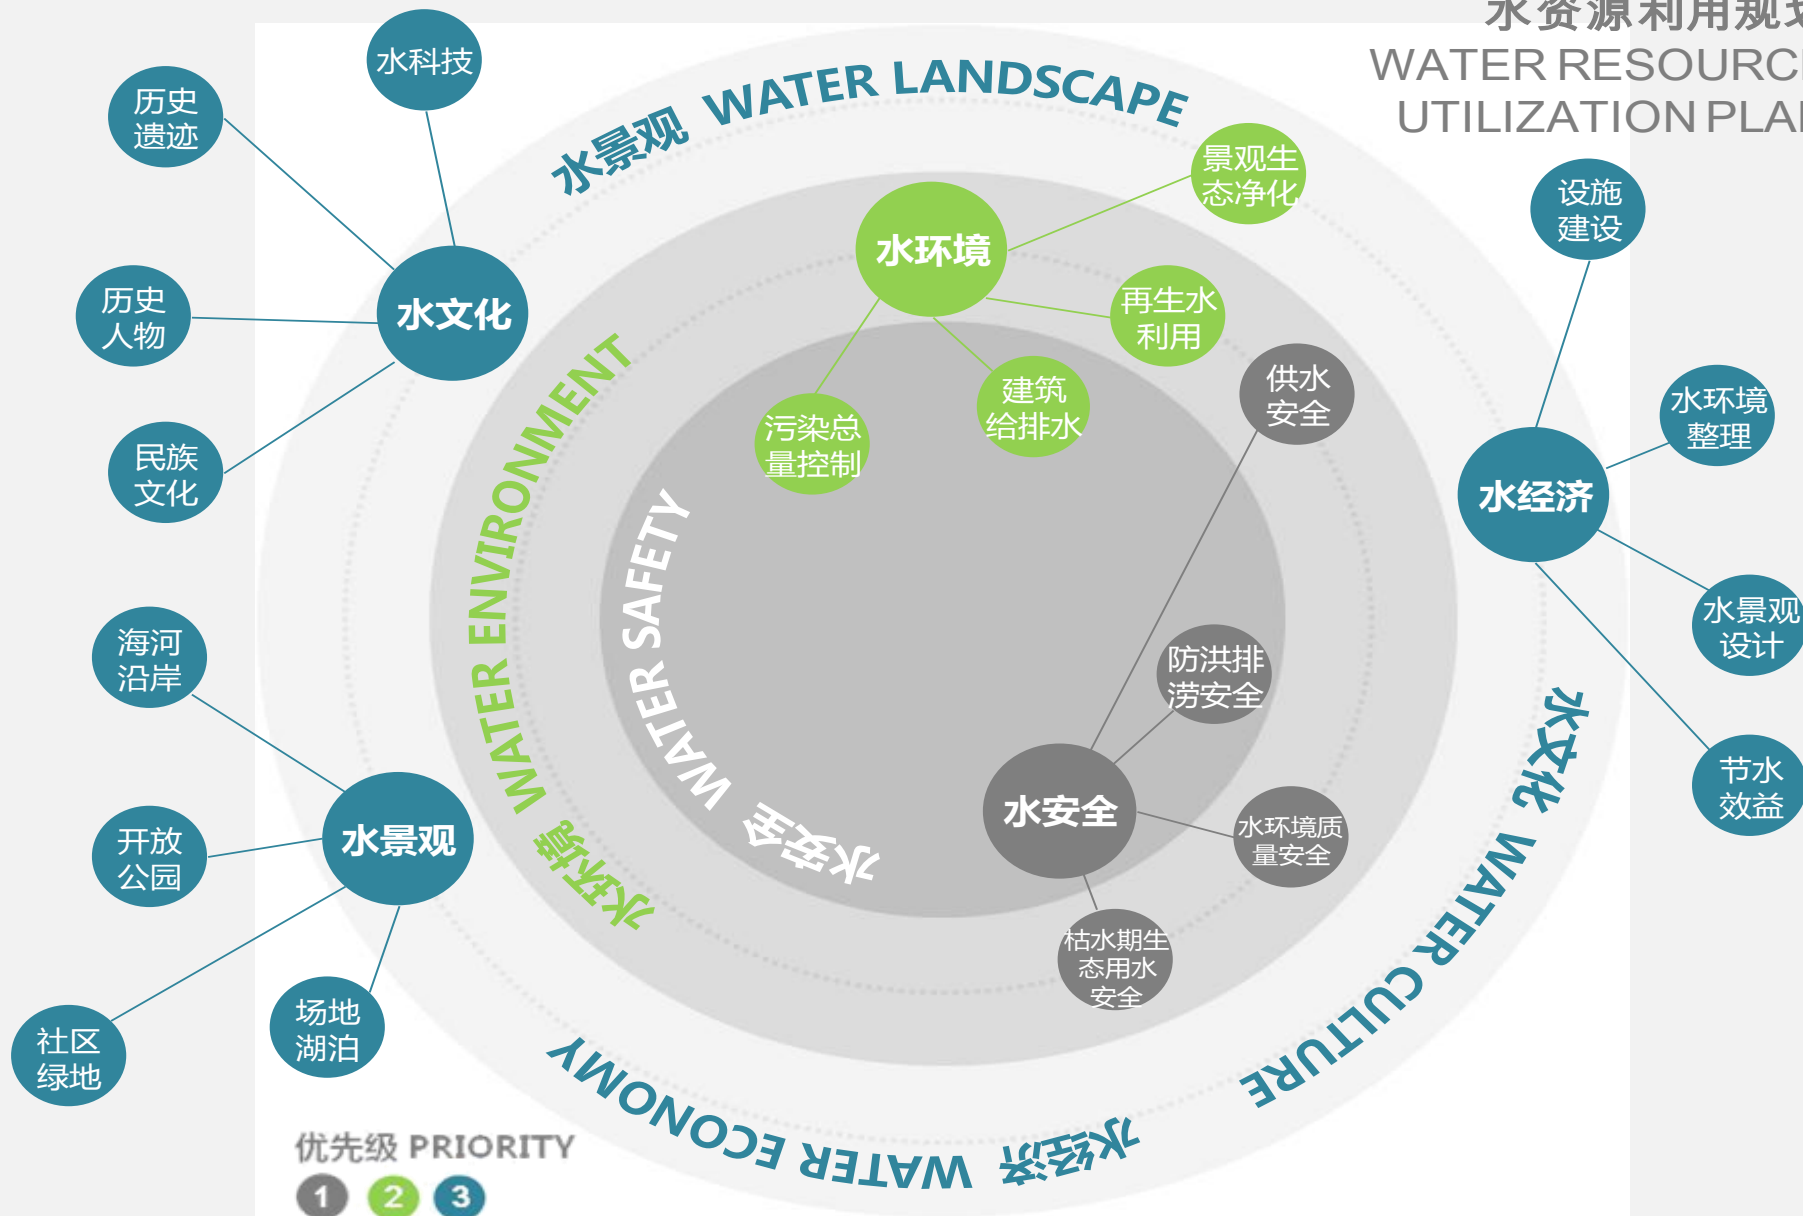 水资源利用规划
WATER RESOURCE
UTILIZATION PLAN
水科技
历史
遗迹
历史
人物
民族
文化
水文化
水景观 WATER LANDSCAPE
水环境
景观生
态净化
再生水
利用
建筑
给排水
污染总
量控制
供水
安全
设施
建设
水环境
整理
水经济
水景观
设计
节水
效益
水环境 WATER ENVIRONMENT
水安全 WATER SAFETY
防洪排
涝安全
水安全
水环境质
量安全
枯水期生
态用水
安全
海河
沿岸
开放
公园
水景观
社区
绿地
场地
湖泊
水文化 WATER CULTURE
水经济 WATER ECONOMY
优先级 PRIORITY
1 2 3